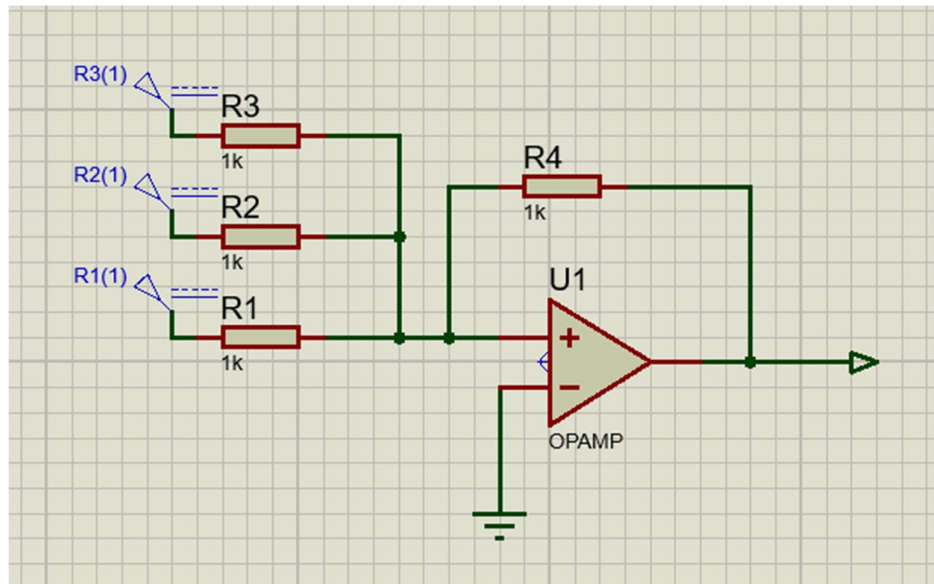 R3(1)
R3
1k
R2(1)
R2
1k
R1(1)
R1
1k
R4
1k
U1
+
−
OPAMP